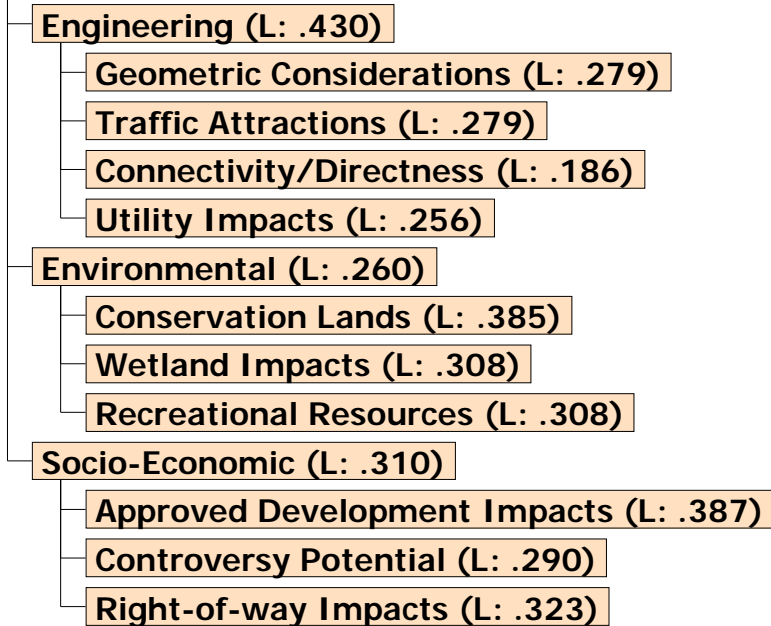 Engineering (L: .430)
Geometric Considerations (L: .279)
Traffic Attractions (L: .279)
Connectivity/Directness (L: .186)
Utility Impacts (L: .256)
Environmental (L: .260)
Conservation Lands (L: .385)
Wetland Impacts (L: .308)
Recreational Resources (L: .308)
Socio-Economic (L: .310)
Approved Development Impacts (L: .387)
Controversy Potential (L: .290)
Right-of-way Impacts (L: .323)